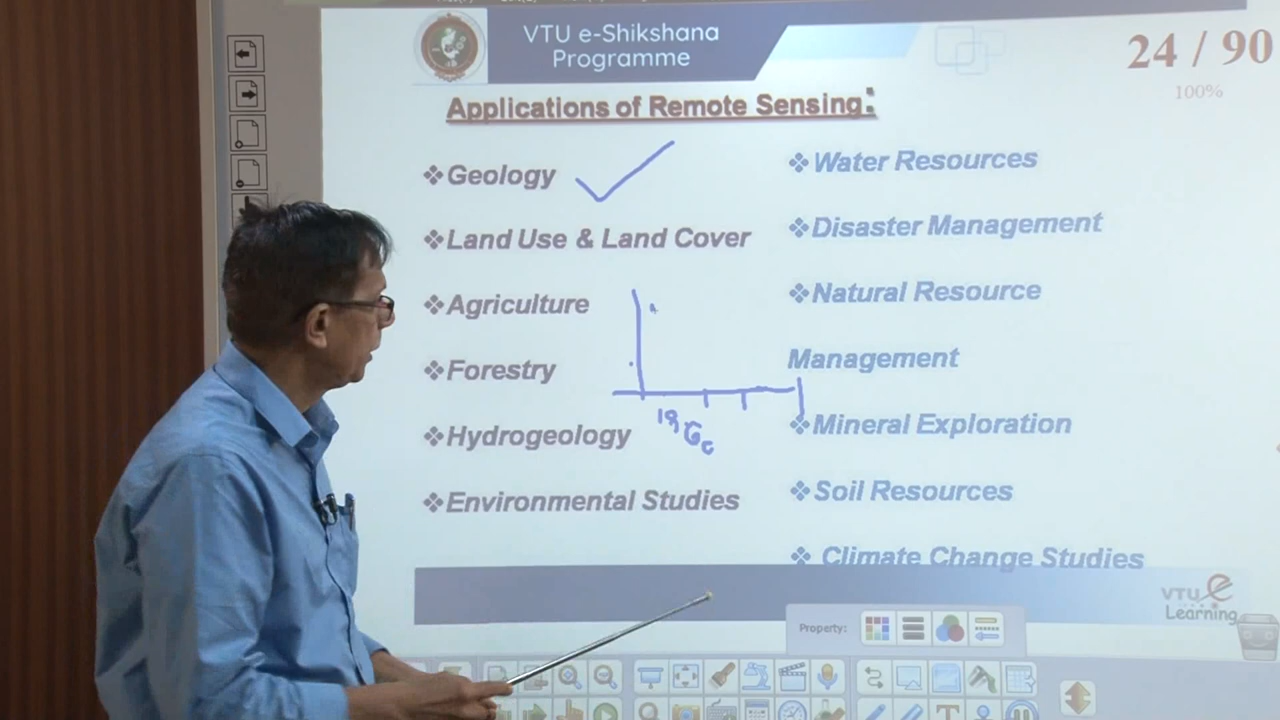 VTU e-Shikshana
Programme
24 / 90
100%
Applications of Remote Sensing:
❖Geology
❖Land Use & Land Cover
❖Agriculture
❖Forestry
❖Hydrogeology
❖Environmental Studies
❖Water Resources
❖Disaster Management
❖Natural Resource
Management
❖Mineral Exploration
❖Soil Resources
❖ Climate Change Studies
VTU e
Learning
Property: